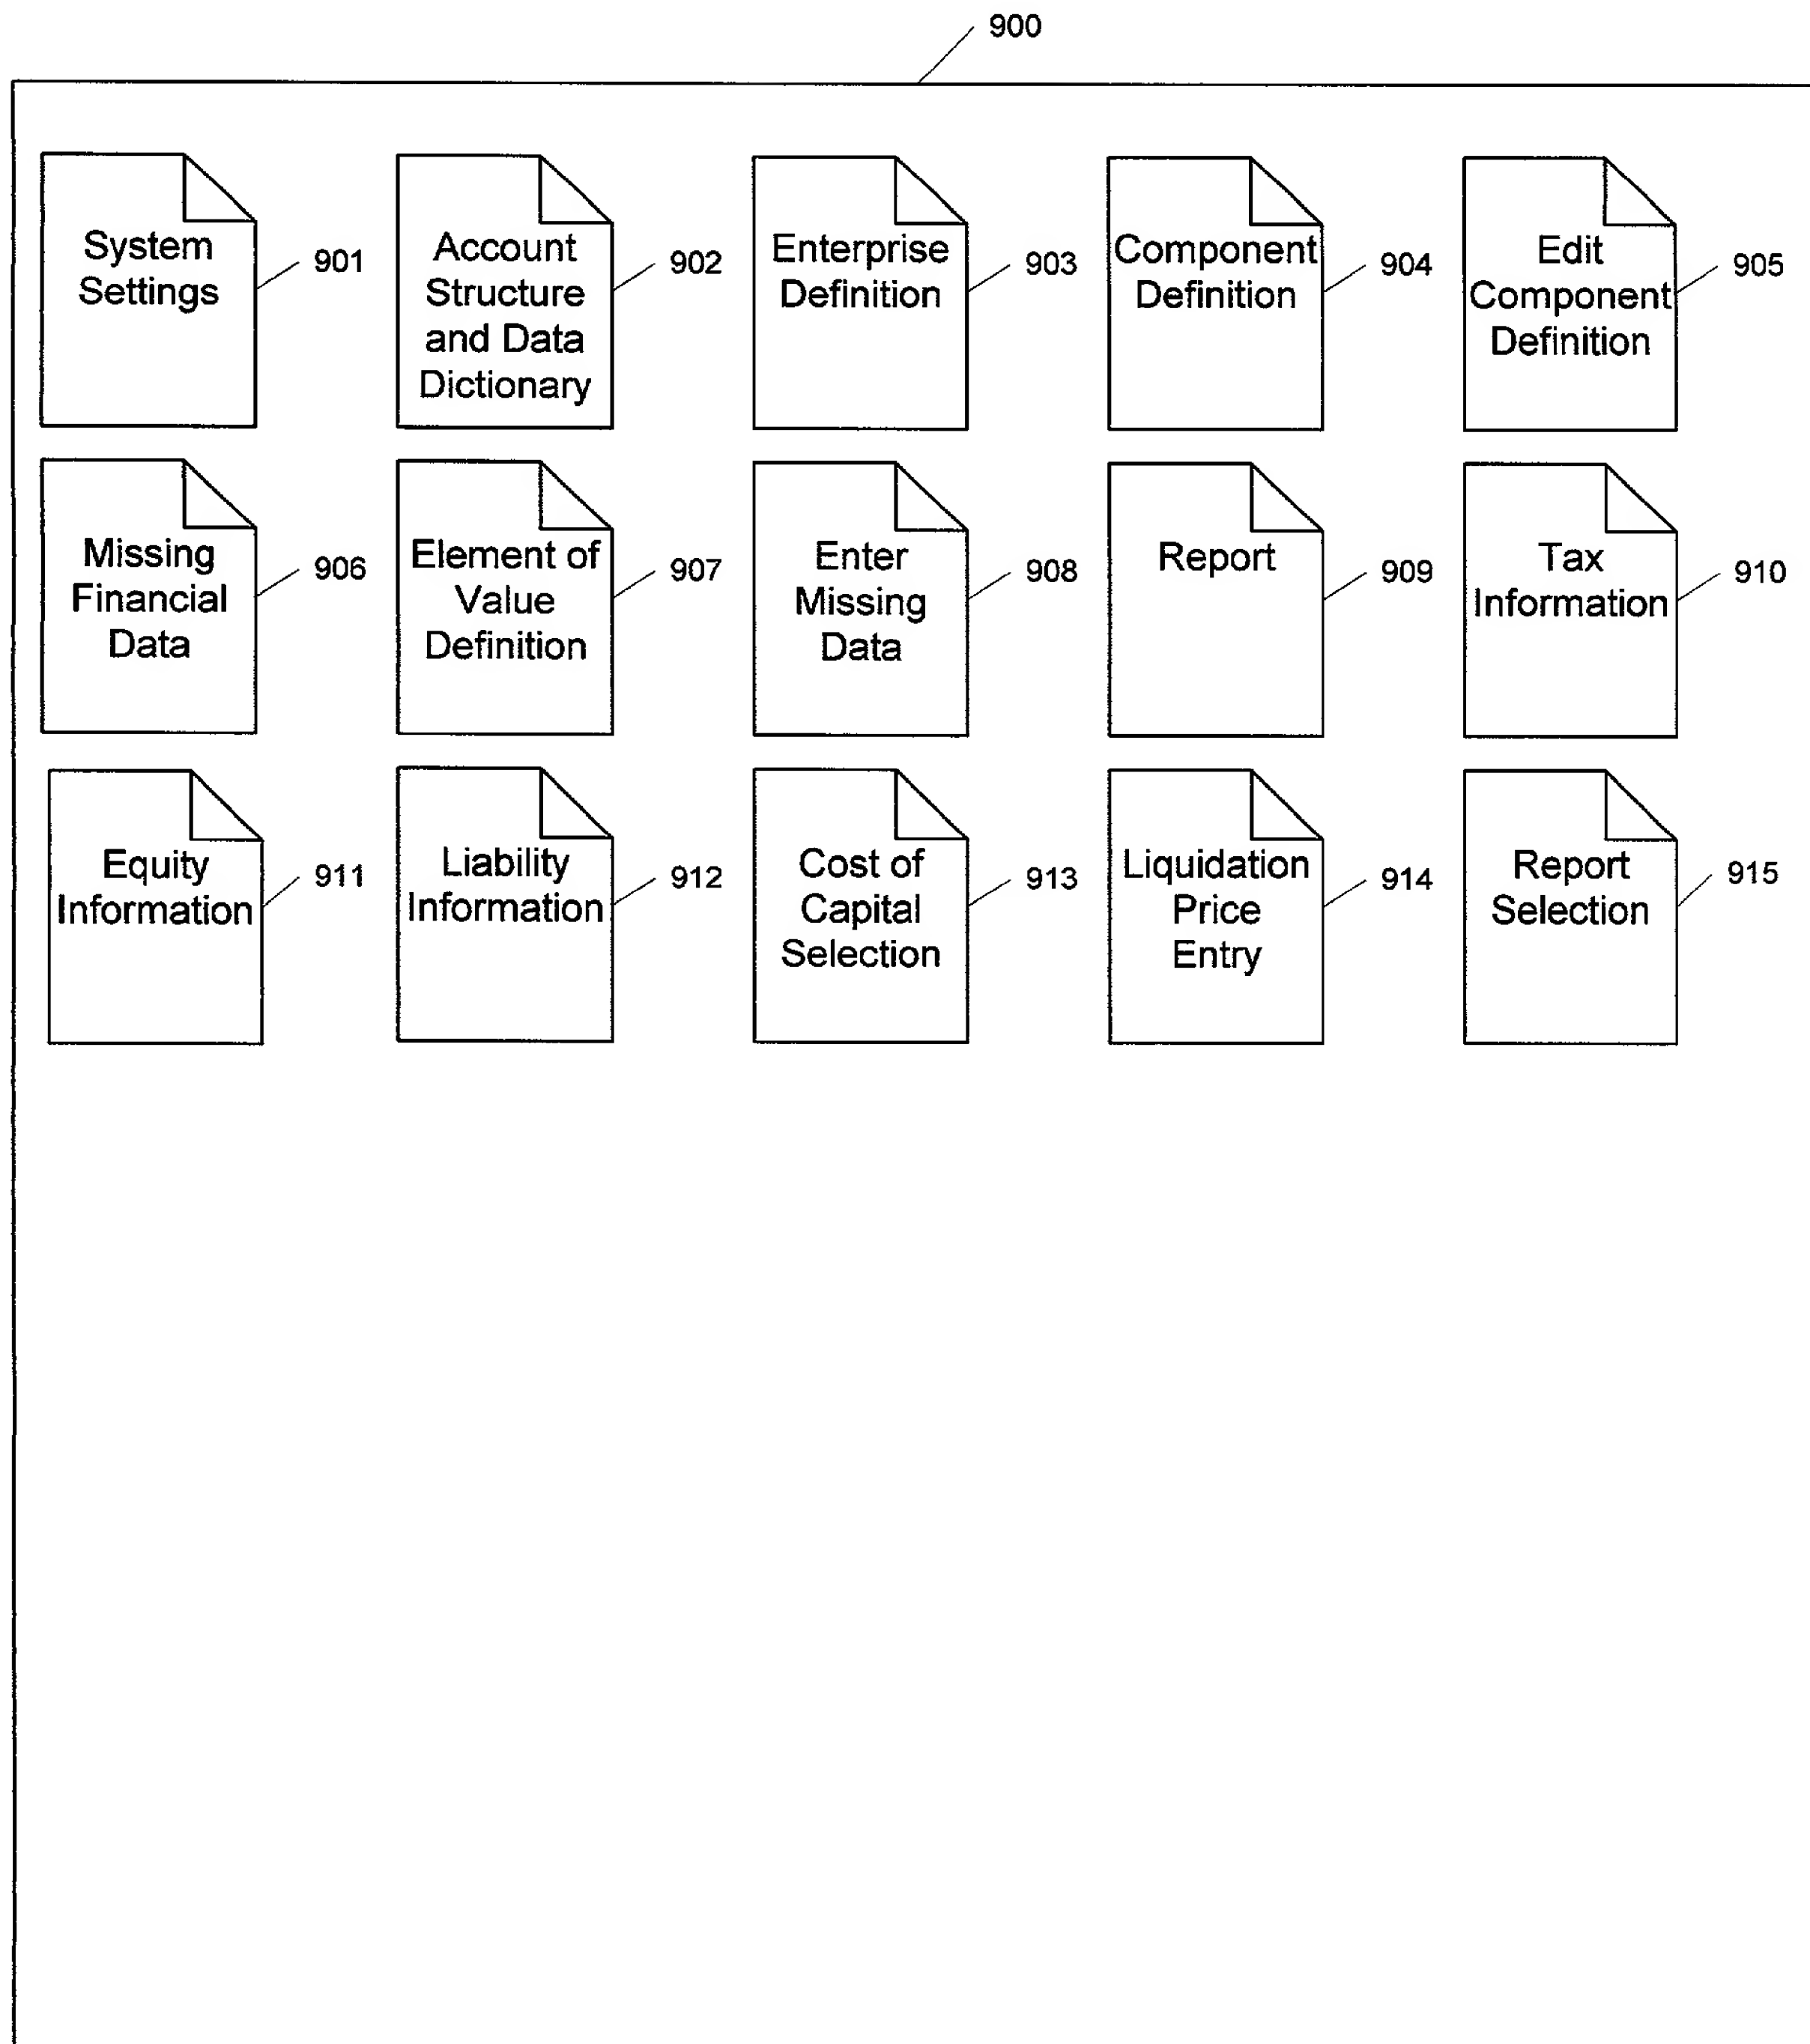 900
System
Settings
901
Account
Structure
and Data
Dictionary
902
Enterprise
Definition
903
Component
Definition
904
Edit
Component
Definition
905
Missing
Financial
Data
906
Element of
Value
Definition
907
Enter
Missing
Data
908
Report
909
Tax
Information
910
Equity
Information
911
Liability
Information
912
Cost of
Capital
Selection
913
Liquidation
Price
Entry
914
Report
Selection
915